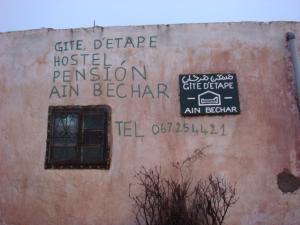 GITE, D'ETAPE
HOSTEL
PENSIÓN
AIN BECHAR
GITE D'ETAPE
AIN BECHAR
TEL 067254421